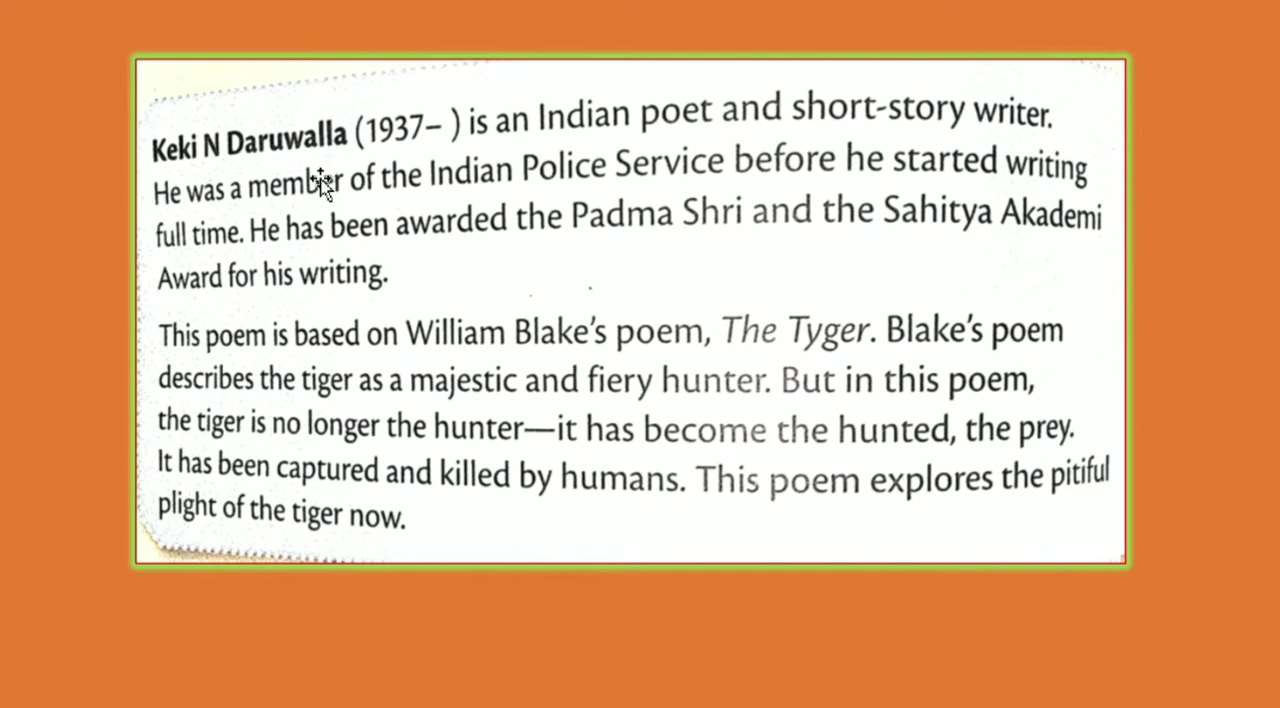 Keki N Daruwalla (1937– ) is an Indian poet and short-story writer.
He was a member of the Indian Police Service before he started writing
full time. He has been awarded the Padma Shri and the Sahitya Akademi
Award for his writing.
This poem is based on William Blake's poem, The Tyger. Blake's poem
describes the tiger as a majestic and fiery hunter. But in this poem,
the tiger is no longer the hunter—it has become the hunted, the prey.
It has been captured and killed by humans. This poem explores the pitiful
plight of the tiger now.